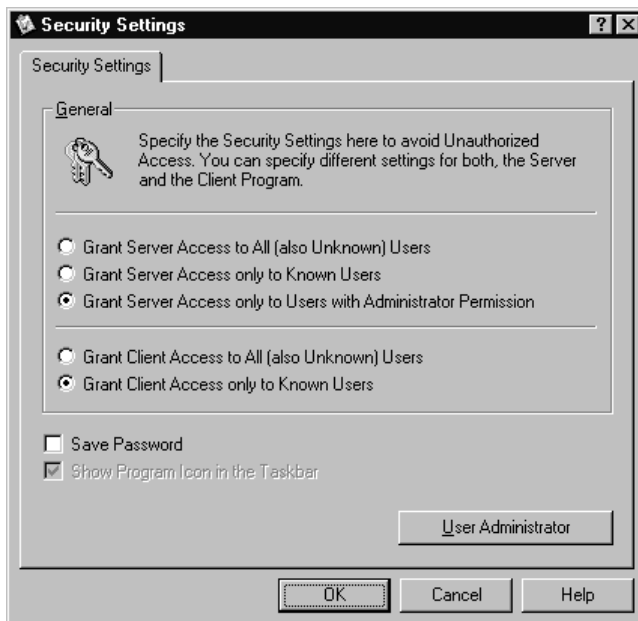 Security Settings
Security Settings
General
Specify the Security Settings here to avoid Unauthorized
Access. You can specify different settings for both, the Server
and the Client Program.
Grant Server Access to All (also Unknown) Users
Grant Server Access only to Known Users
Grant Server Access only to Users with Administrator Permission
Grant Client Access to All (also Unknown) Users
Grant Client Access only to Known Users
Save Password
Show Program Icon in the Taskbar
User Administrator
OK Cancel Help